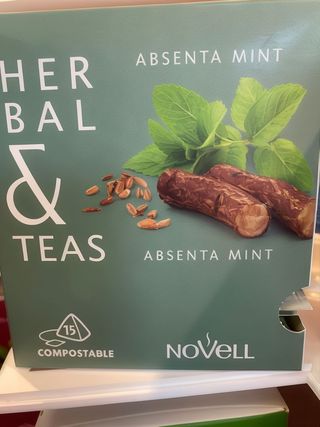 HER
BAL
&
TEAS
ABSENTA MINT
ABSENTA MINT
15
COMPOSTABLE
NOVELL